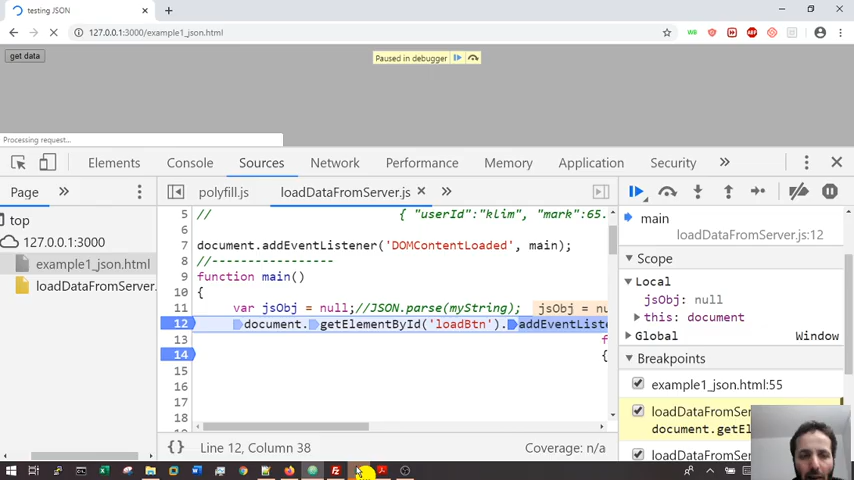 testing JSON
127.0.0.1:3000/example1_json.html
get data
Paused in debugger
Processing request...
Elements Console Sources Network Performance Memory Application Security
Page
polyfill.js loadDataFromServer.js
top
127.0.0.1:3000
example1_json.html
loadDataFromServer.
5 // { "userId":"klim", "mark":65.
6
7 document.addEventListener('DOMContentLoaded', main);
8 //----------------
9 function main()
10 {
11 var jsObj = null;//JSON.parse(myString); jsObj = nu
12 document.getElementById('loadBtn').addEventListe
13 f
14 {
15
16
17
18
{} Line 12, Column 38 Coverage: n/a
main
loadDataFromServer.js:12
Scope
Local
jsObj: null
this: document
Global Window
Breakpoints
example1_json.html:55
loadDataFromSer
document.getEl
loadDataFromSer